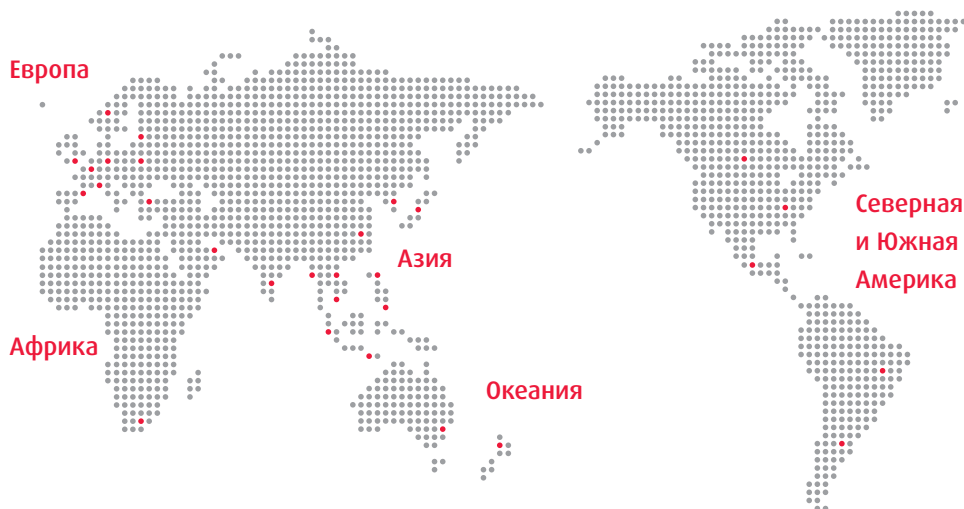 Европа
Северная
и Южная
Америка
Азия
Африка
Океания